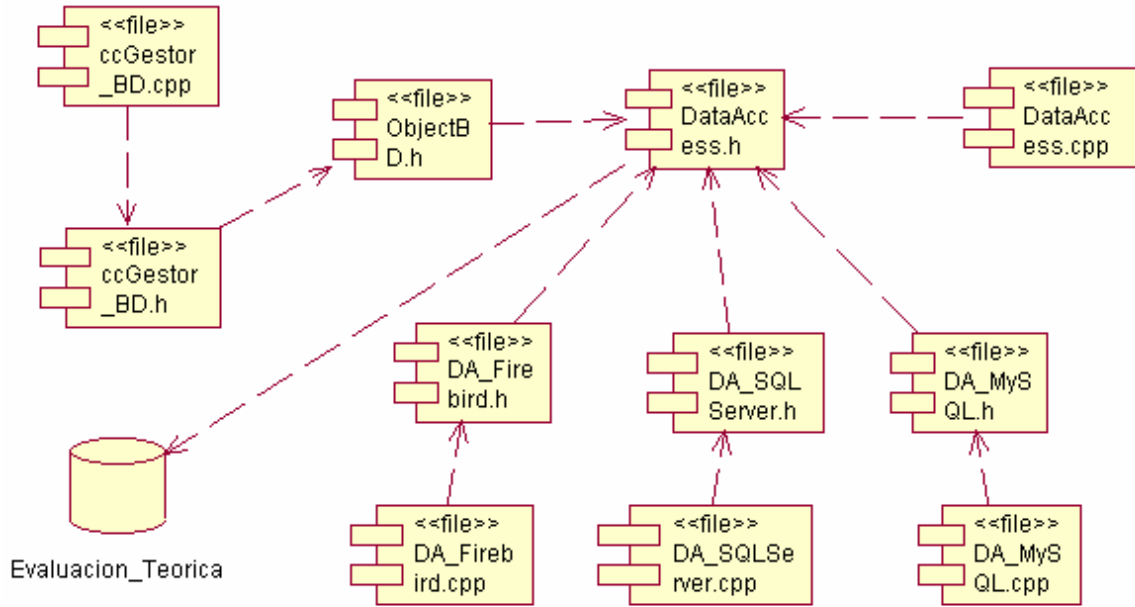 <<file>>
ccGestor
_BD.cpp
<<file>>
ObjectB
D.h
<<file>>
DataAcc
ess.h
<<file>>
DataAcc
ess.cpp
<<file>>
ccGestor
_BD.h
<<file>>
DA_Fire
bird.h
<<file>>
DA_SQL
Server.h
<<file>>
DA_MyS
QL.h
Evaluacion_Teorica
<<file>>
DA_Fireb
ird.cpp
<<file>>
DA_SQLSe
rver.cpp
<<file>>
DA_MyS
QL.cpp